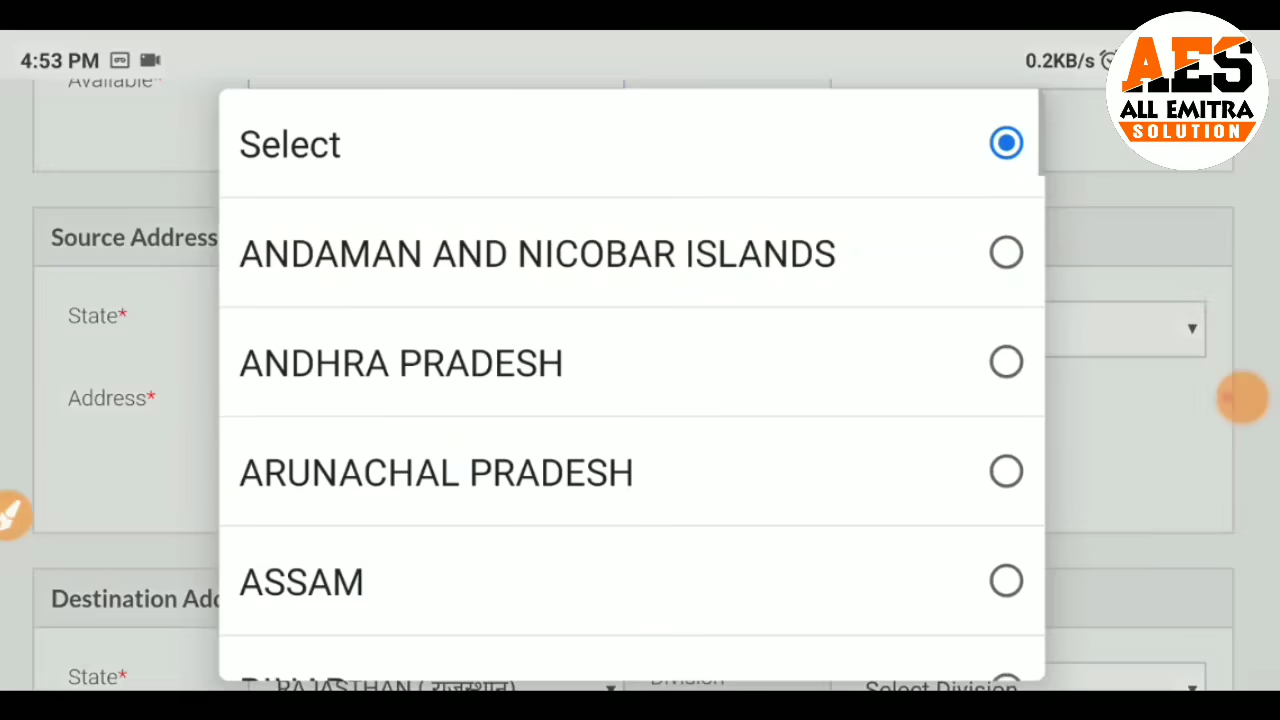 4:53 PM
0.2KB/s
AES
ALL EMITRA
SOLUTION
Available*
Select
ANDAMAN AND NICOBAR ISLANDS
ANDHRA PRADESH
ARUNACHAL PRADESH
ASSAM
Source Address
State*
Address*
Destination Add
State*
RAJASTHAN ( राजस्थान)
Division
Select Division